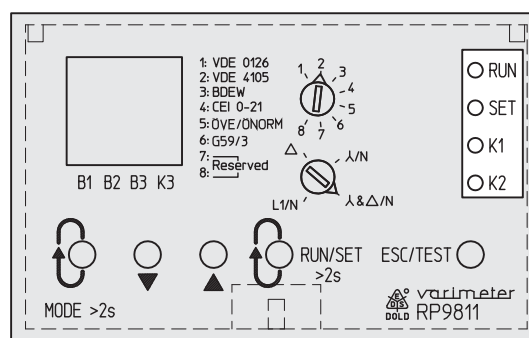 1: VDE 0126
2: VDE 4105
3: BDEW
4: CEI 0-21
5: ÖVE/ÖNORM
6: G59/3
7:
8:
Reserved
1 2 3 4 5 6 7 8
△ ⅄/N
L1/N ⅄&△/N
RUN
SET
K1
K2
B1 B2 B3 K3
▼ ▲ RUN/SET ESC/TEST
>2s
MODE >2s
E D S
DOLD
varimeter
RP9811